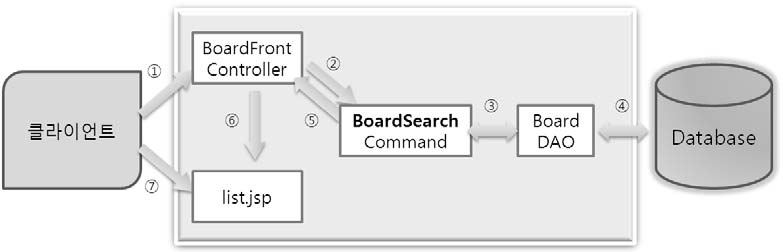 클라이언트
①
BoardFront
Controller
②
⑤
⑥
BoardSearch
Command
③
Board
DAO
④
Database
⑦
list.jsp